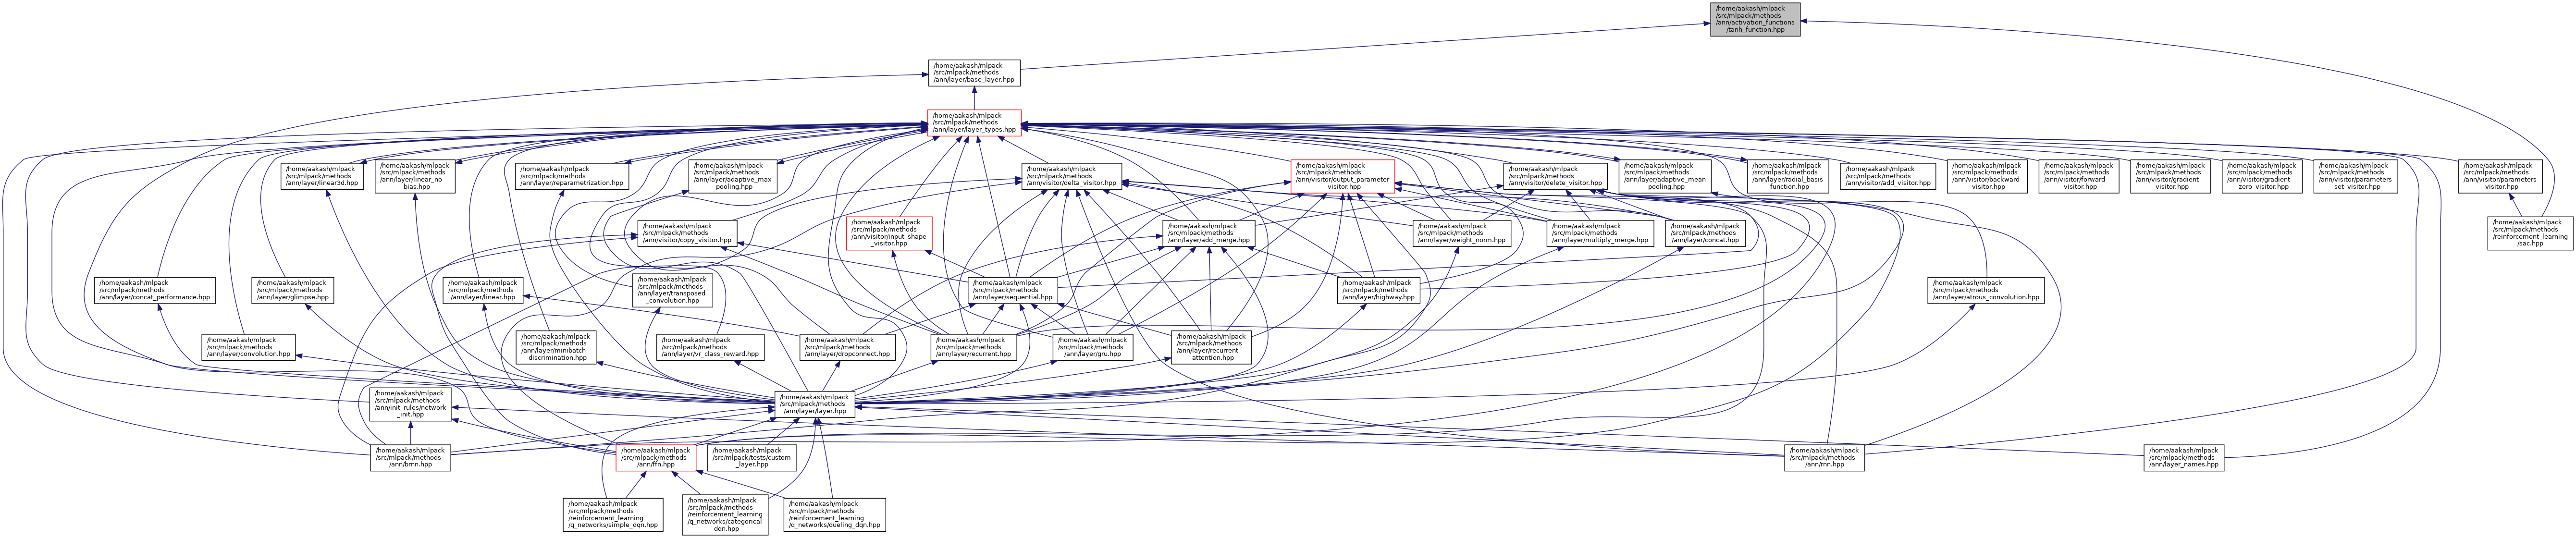 /home/aakash/mlpack
/src/mlpack/methods
/ann/activation_functions
/tanh_function.hpp
/home/aakash/mlpack
/src/mlpack/methods
/ann/layer/base_layer.hpp
/home/aakash/mlpack
/src/mlpack/methods
/ann/layer/layer_types.hpp
/home/aakash/mlpack
/src/mlpack/methods
/ann/layer/linear3d.hpp
/home/aakash/mlpack
/src/mlpack/methods
/ann/layer/linear_no
_bias.hpp
/home/aakash/mlpack
/src/mlpack/methods
/ann/layer/reparametrization.hpp
/home/aakash/mlpack
/src/mlpack/methods
/ann/layer/adaptive_max
_pooling.hpp
/home/aakash/mlpack
/src/mlpack/methods
/ann/visitor/delta_visitor.hpp
/home/aakash/mlpack
/src/mlpack/methods
/ann/visitor/output_parameter
_visitor.hpp
/home/aakash/mlpack
/src/mlpack/methods
/ann/visitor/delete_visitor.hpp
/home/aakash/mlpack
/src/mlpack/methods
/ann/layer/adaptive_mean
_pooling.hpp
/home/aakash/mlpack
/src/mlpack/methods
/ann/layer/radial_basis
_function.hpp
/home/aakash/mlpack
/src/mlpack/methods
/ann/visitor/add_visitor.hpp
/home/aakash/mlpack
/src/mlpack/methods
/ann/visitor/backward
_visitor.hpp
/home/aakash/mlpack
/src/mlpack/methods
/ann/visitor/forward
_visitor.hpp
/home/aakash/mlpack
/src/mlpack/methods
/ann/visitor/gradient
_visitor.hpp
/home/aakash/mlpack
/src/mlpack/methods
/ann/visitor/gradient
_zero_visitor.hpp
/home/aakash/mlpack
/src/mlpack/methods
/ann/visitor/parameters
_set_visitor.hpp
/home/aakash/mlpack
/src/mlpack/methods
/ann/visitor/parameters
_visitor.hpp
/home/aakash/mlpack
/src/mlpack/methods
/ann/visitor/copy_visitor.hpp
/home/aakash/mlpack
/src/mlpack/methods
/ann/visitor/input_shape
_visitor.hpp
/home/aakash/mlpack
/src/mlpack/methods
/ann/layer/add_merge.hpp
/home/aakash/mlpack
/src/mlpack/methods
/ann/layer/weight_norm.hpp
/home/aakash/mlpack
/src/mlpack/methods
/ann/layer/multiply_merge.hpp
/home/aakash/mlpack
/src/mlpack/methods
/ann/layer/concat.hpp
/home/aakash/mlpack
/src/mlpack/methods
/reinforcement_learning
/sac.hpp
/home/aakash/mlpack
/src/mlpack/methods
/ann/layer/concat_performance.hpp
/home/aakash/mlpack
/src/mlpack/methods
/ann/layer/glimpse.hpp
/home/aakash/mlpack
/src/mlpack/methods
/ann/layer/linear.hpp
/home/aakash/mlpack
/src/mlpack/methods
/ann/layer/transposed
_convolution.hpp
/home/aakash/mlpack
/src/mlpack/methods
/ann/layer/sequential.hpp
/home/aakash/mlpack
/src/mlpack/methods
/ann/layer/highway.hpp
/home/aakash/mlpack
/src/mlpack/methods
/ann/layer/atrous_convolution.hpp
/home/aakash/mlpack
/src/mlpack/methods
/ann/layer/convolution.hpp
/home/aakash/mlpack
/src/mlpack/methods
/ann/layer/minibatch
_discrimination.hpp
/home/aakash/mlpack
/src/mlpack/methods
/ann/layer/vr_class_reward.hpp
/home/aakash/mlpack
/src/mlpack/methods
/ann/layer/dropconnect.hpp
/home/aakash/mlpack
/src/mlpack/methods
/ann/layer/recurrent.hpp
/home/aakash/mlpack
/src/mlpack/methods
/ann/layer/gru.hpp
/home/aakash/mlpack
/src/mlpack/methods
/ann/layer/recurrent
_attention.hpp
/home/aakash/mlpack
/src/mlpack/methods
/ann/init_rules/network
_init.hpp
/home/aakash/mlpack
/src/mlpack/methods
/ann/layer/layer.hpp
/home/aakash/mlpack
/src/mlpack/methods
/ann/brnn.hpp
/home/aakash/mlpack
/src/mlpack/methods
/ann/ffn.hpp
/home/aakash/mlpack
/src/mlpack/tests/custom
_layer.hpp
/home/aakash/mlpack
/src/mlpack/methods
/ann/rnn.hpp
/home/aakash/mlpack
/src/mlpack/methods
/ann/layer_names.hpp
/home/aakash/mlpack
/src/mlpack/methods
/reinforcement_learning
/q_networks/simple_dqn.hpp
/home/aakash/mlpack
/src/mlpack/methods
/reinforcement_learning
/q_networks/categorical
_dqn.hpp
/home/aakash/mlpack
/src/mlpack/methods
/reinforcement_learning
/q_networks/dueling_dqn.hpp